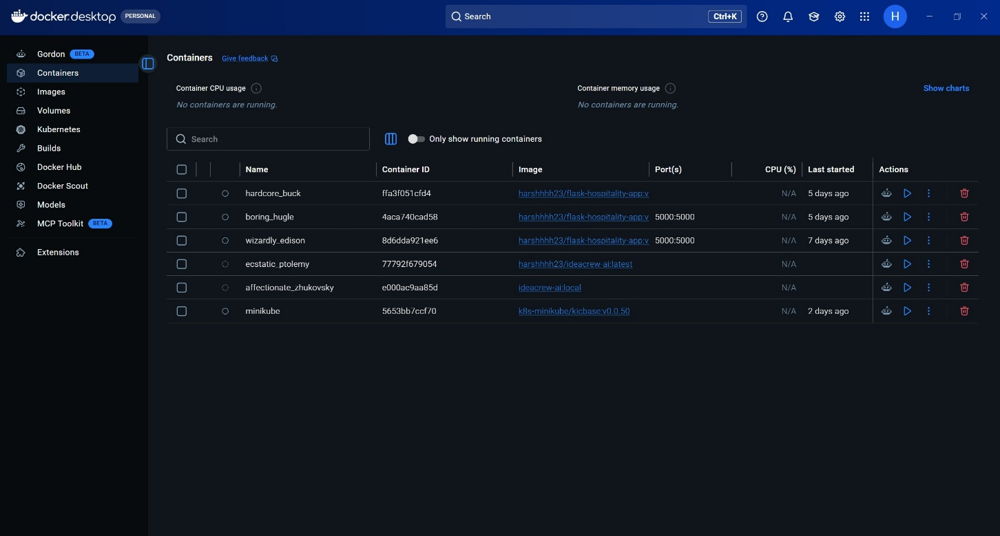 docker.desktop PERSONAL Search Ctrl+K H
Gordon BETA
Containers
Images
Volumes
Kubernetes
Builds
Docker Hub
Docker Scout
Models
MCP Toolkit BETA
Extensions
Containers Give feedback
Container CPU usage Container memory usage Show charts
No containers are running. No containers are running.
Search Only show running containers
Name Container ID Image Port(s) CPU (%) Last started Actions
hardcore_buck ffa3f051cfd4 harshhhh23/flask-hospitality-app:v N/A 5 days ago
boring_hugle 4aca740cad58 harshhhh23/flask-hospitality-app:v 5000:5000 N/A 5 days ago
wizardly_edison 8d6dda921ee6 harshhhh23/flask-hospitality-app:v 5000:5000 N/A 7 days ago
ecstatic_ptolemy 77792f679054 harshhhh23/ideacrew-ai:latest N/A
affectionate_zhukovsky e000ac9aa85d ideacrew-ai:local N/A
minikube 5653bb7ccf70 k8s-minikube/kicbase:v0.0.50 N/A 2 days ago